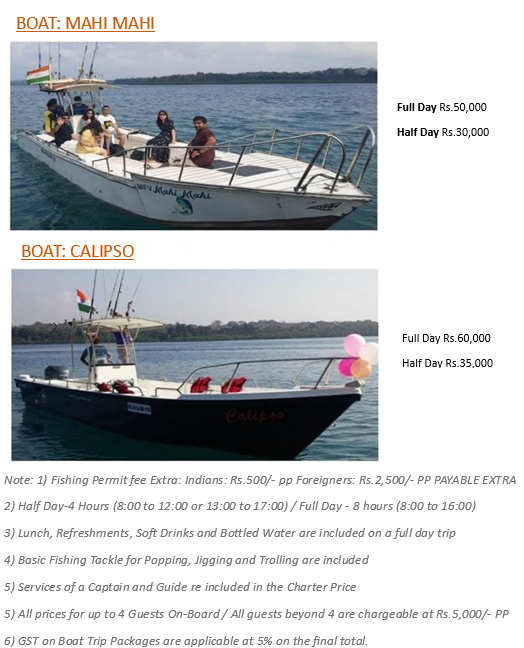 BOAT: MAHI MAHI
Full Day Rs.50,000
Half Day Rs.30,000
MFV Mahi Mahi
BOAT: CALIPSO
Full Day Rs.60,000
Half Day Rs.35,000
Calipso
Note: 1) Fishing Permit fee Extra: Indians: Rs.500/- pp Foreigners: Rs.2,500/- PP PAYABLE EXTRA
2) Half Day-4 Hours (8:00 to 12:00 or 13:00 to 17:00) / Full Day - 8 hours (8:00 to 16:00)
3) Lunch, Refreshments, Soft Drinks and Bottled Water are included on a full day trip
4) Basic Fishing Tackle for Popping, Jigging and Trolling are included
5) Services of a Captain and Guide re included in the Charter Price
5) All prices for up to 4 Guests On-Board / All guests beyond 4 are chargeable at Rs.5,000/- PP
6) GST on Boat Trip Packages are applicable at 5% on the final total.